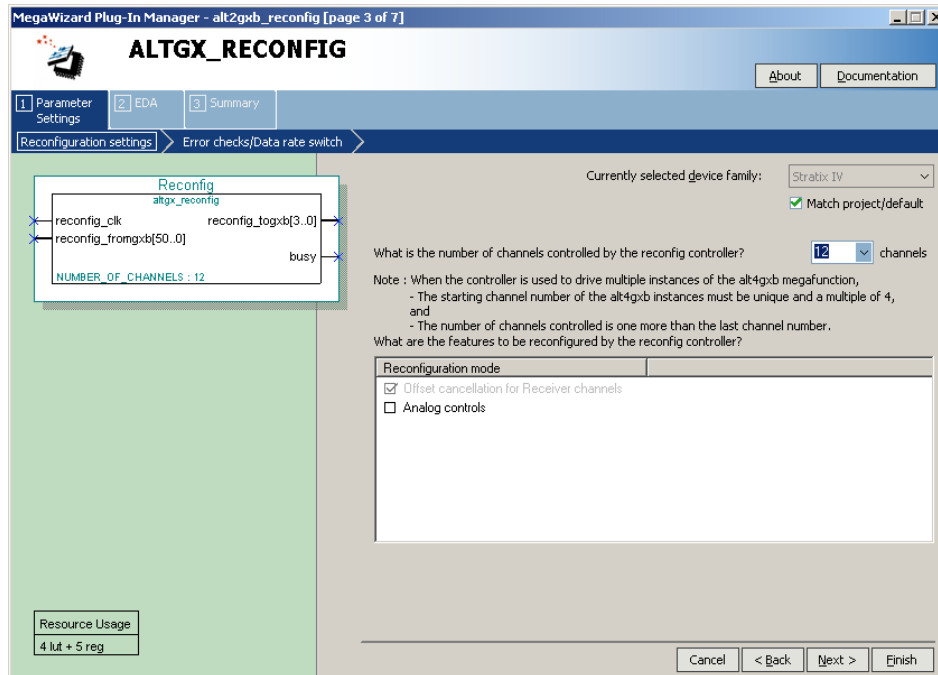 MegaWizard Plug-In Manager - alt2gxb_reconfig [page 3 of 7]
ALTGX_RECONFIG
About
Documentation
1 Parameter Settings
2 EDA
3 Summary
Reconfiguration settings
Error checks/Data rate switch
Reconfig
altgx_reconfig
reconfig_clk
reconfig_togxb[3..0]
reconfig_fromgxb[50..0]
busy
NUMBER_OF_CHANNELS : 12
Currently selected device family:
Stratix IV
Match project/default
What is the number of channels controlled by the reconfig controller?
12
channels
Note : When the controller is used to drive multiple instances of the alt4gxb megafunction,
- The starting channel number of the alt4gxb instances must be unique and a multiple of 4,
and
- The number of channels controlled is one more than the last channel number.
What are the features to be reconfigured by the reconfig controller?
Reconfiguration mode
Offset cancellation for Receiver channels
Analog controls
Resource Usage
4 lut + 5 reg
Cancel
< Back
Next >
Finish